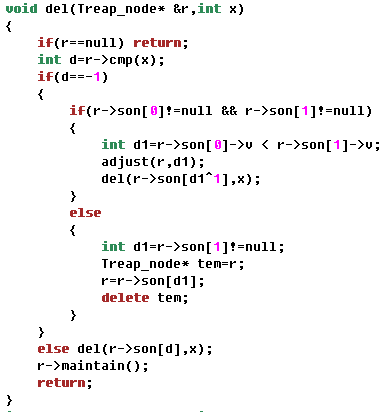 void del(Treap_node* &r,int x)
{
    if(r==null) return;
    int d=r->cmp(x);
    if(d==-1)
    {
        if(r->son[0]!=null && r->son[1]!=null)
        {
            int d1=r->son[0]->v < r->son[1]->v;
            adjust(r,d1);
            del(r->son[d1^1],x);
        }
        else
        {
            int d1=r->son[1]!=null;
            Treap_node* tem=r;
            r=r->son[d1];
            delete tem;
        }
    }
    else del(r->son[d],x);
    r->maintain();
    return;
}